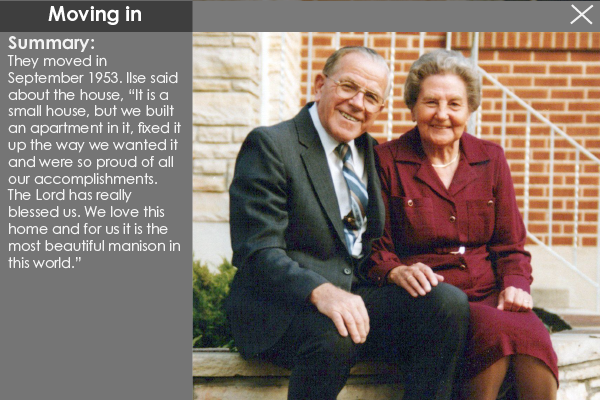 Moving in
Summary:
They moved in
September 1953. Ilse said
about the house, “It is a
small house, but we built
an apartment in it, fixed it
up the way we wanted it
and were so proud of all
our accomplishments.
The Lord has really
blessed us. We love this
home and for us it is the
most beautiful manison in
this world.”